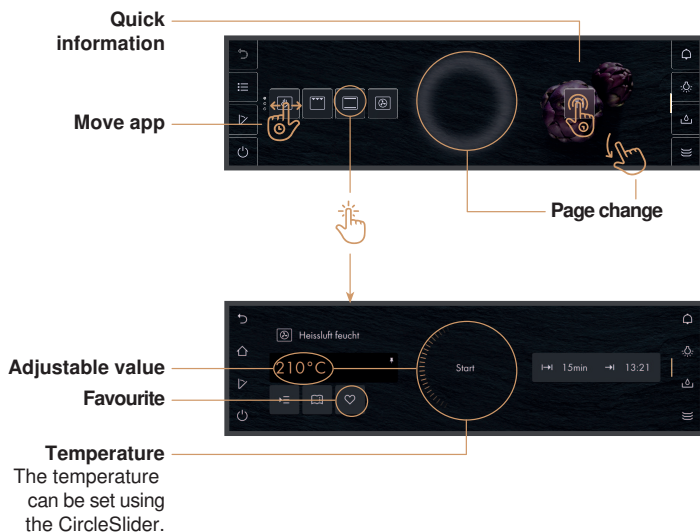 Quick
information
Move app
Page change
Heissluft feucht
Adjustable value
210°C
Start
15min
13:21
Favourite
Temperature
The temperature
can be set using
the CircleSlider.